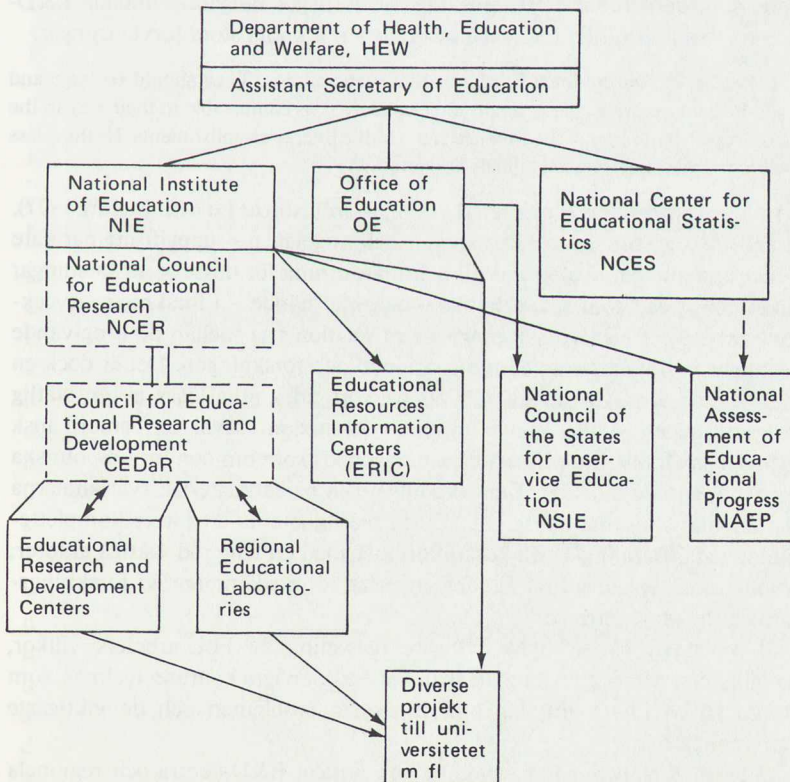 Department of Health, Education
and Welfare, HEW
Assistant Secretary of Education
National Institute
of Education
NIE
National Council
for Educational
Research
NCER
Office of
Education
OE
National Center for
Educational Statis-
tics
NCES
Council for Educa-
tional Research and
Development
CEDaR
Educational
Resources
Information
Centers
(ERIC)
National
Council of
the States
for Inser-
vice Educa-
tion
NSIE
National
Assess-
ment of
Educa-
tional
Progress
NAEP
Educational
Research and
Development
Centers
Regional
Educational
Laborato-
ries
Diverse
projekt
till uni-
versitetet
m fl